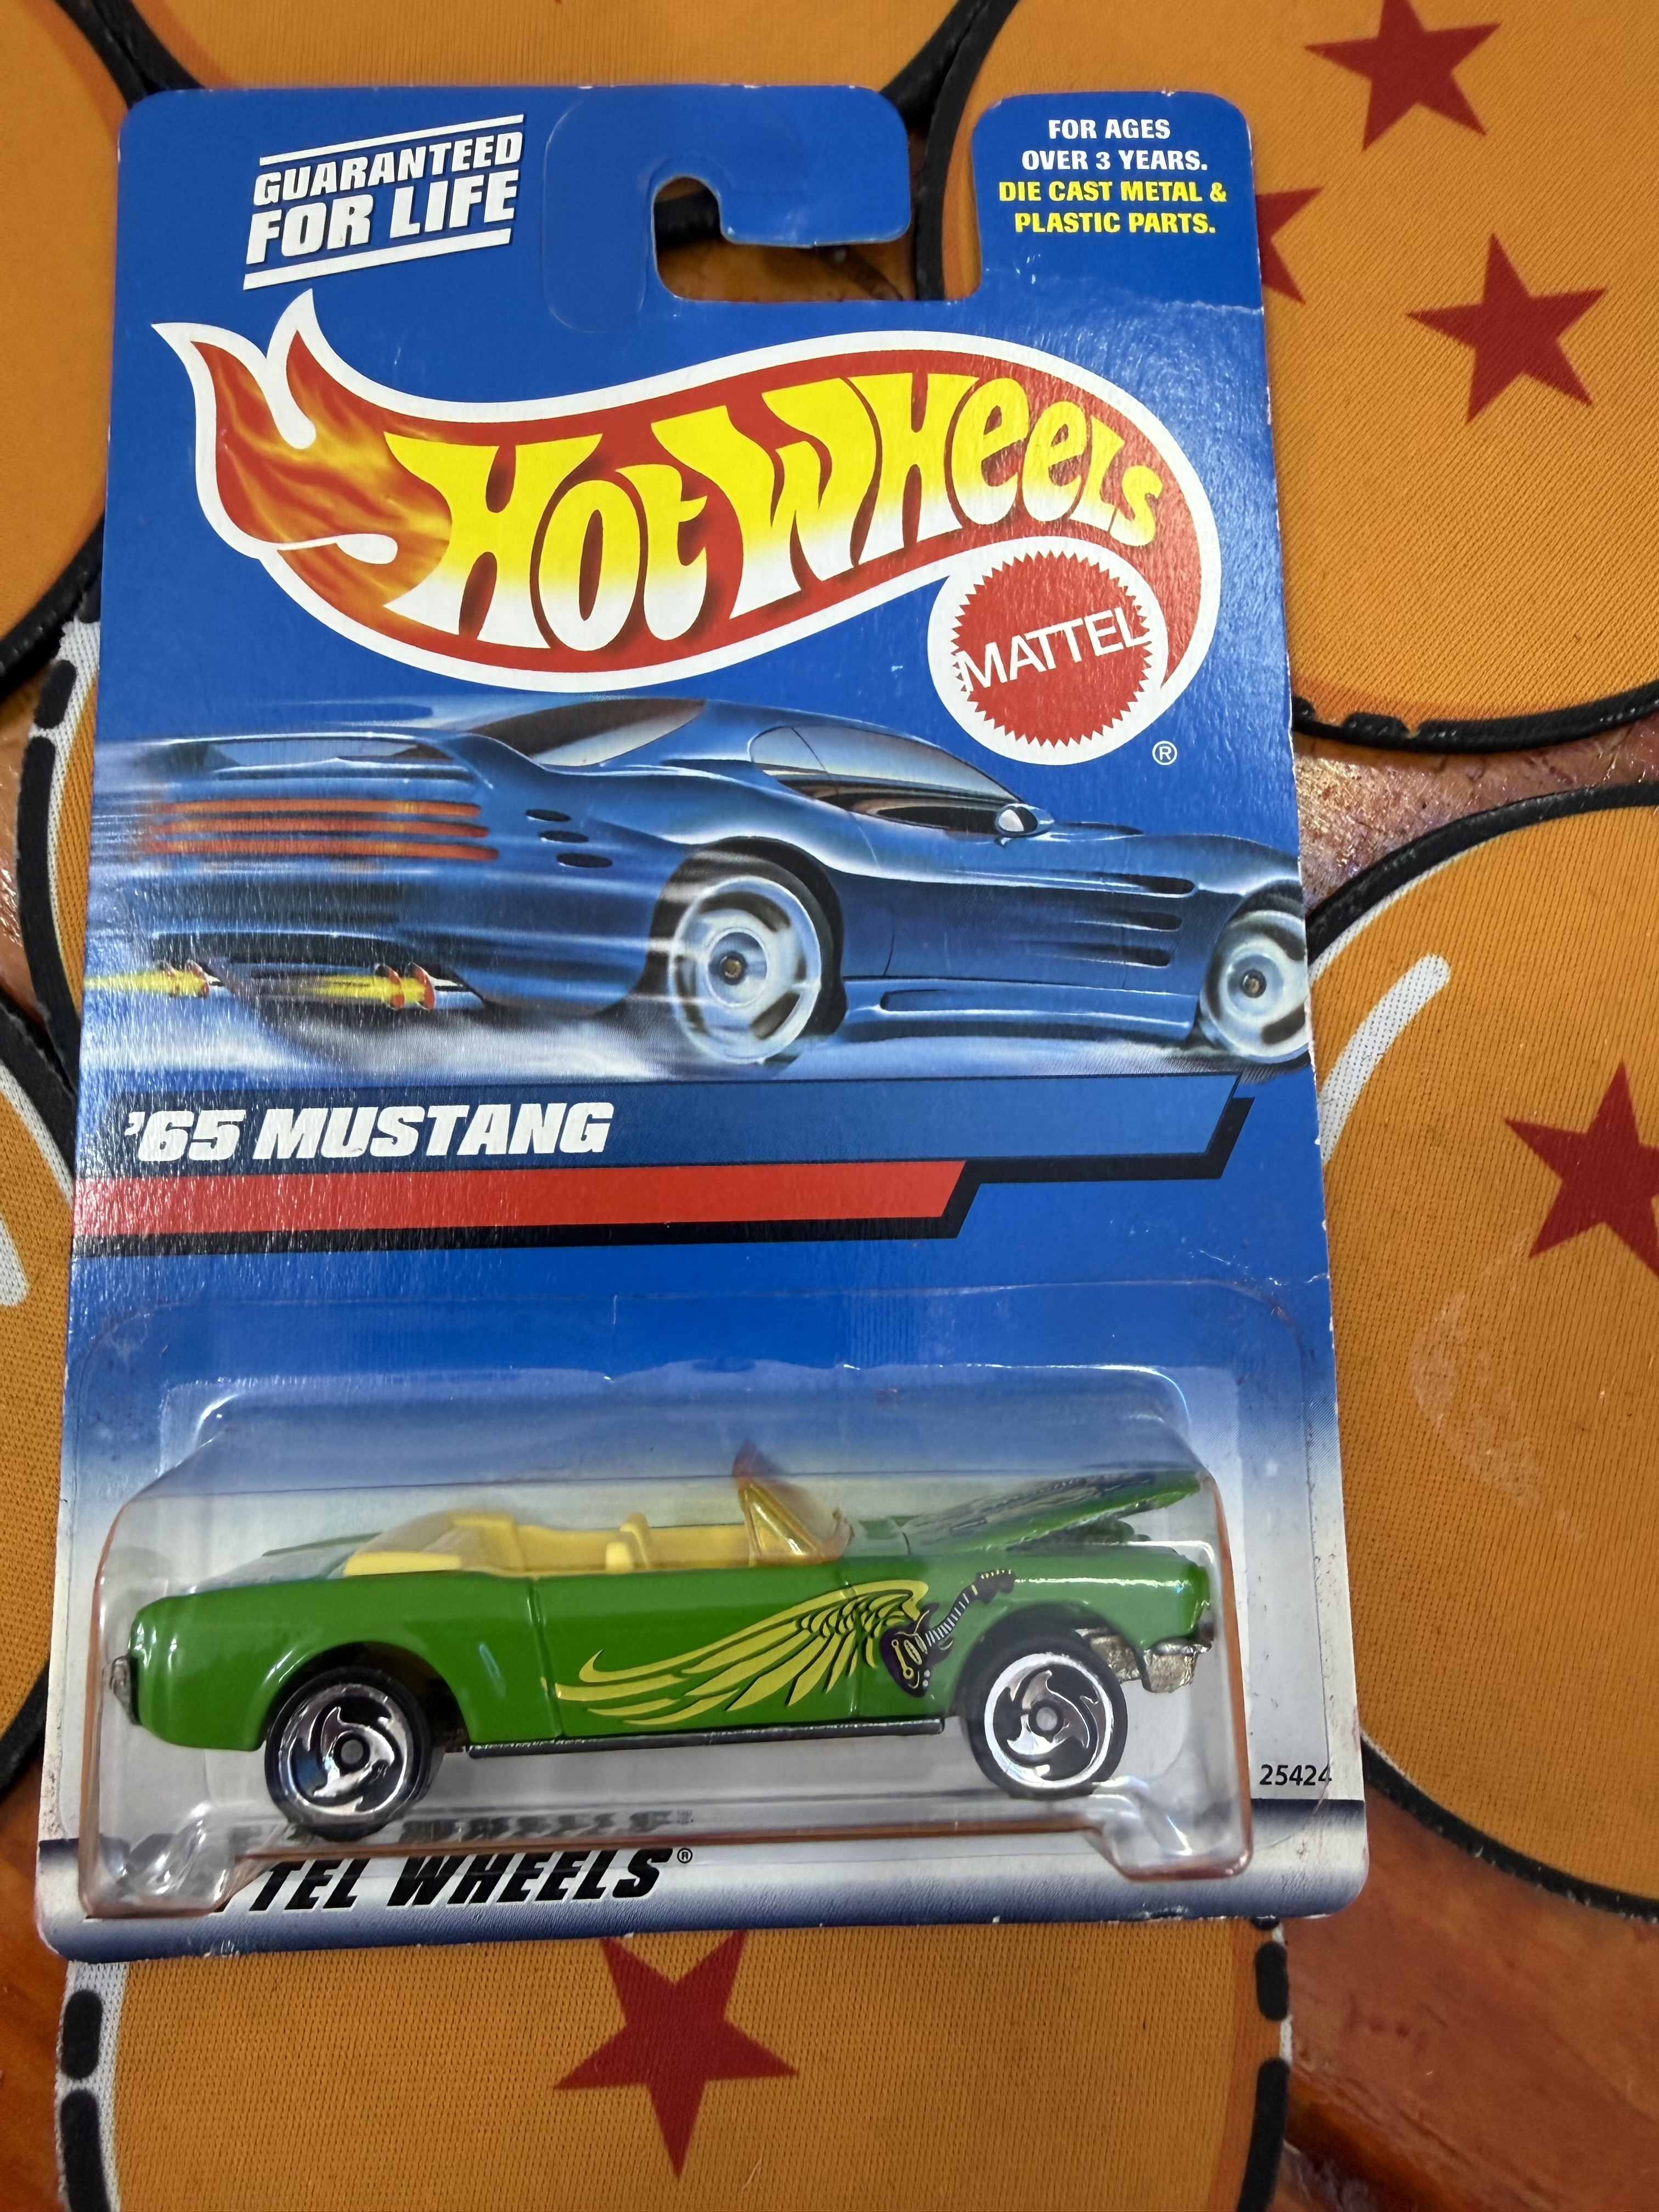 GUARANTEED
FOR LIFE
FOR AGES
OVER 3 YEARS.
DIE CAST METAL &
PLASTIC PARTS.
HOT WHEELS
MATTEL
®
'65 MUSTANG
25424
TEL WHEELS®